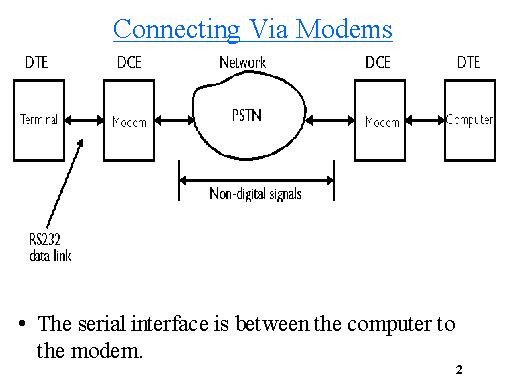 Connecting Via Modems
DTE DCE Network DCE DTE
Terminal Modem PSTN Modem Computer
Non-digital signals
RS232
data link
• The serial interface is between the computer to
the modem.
2